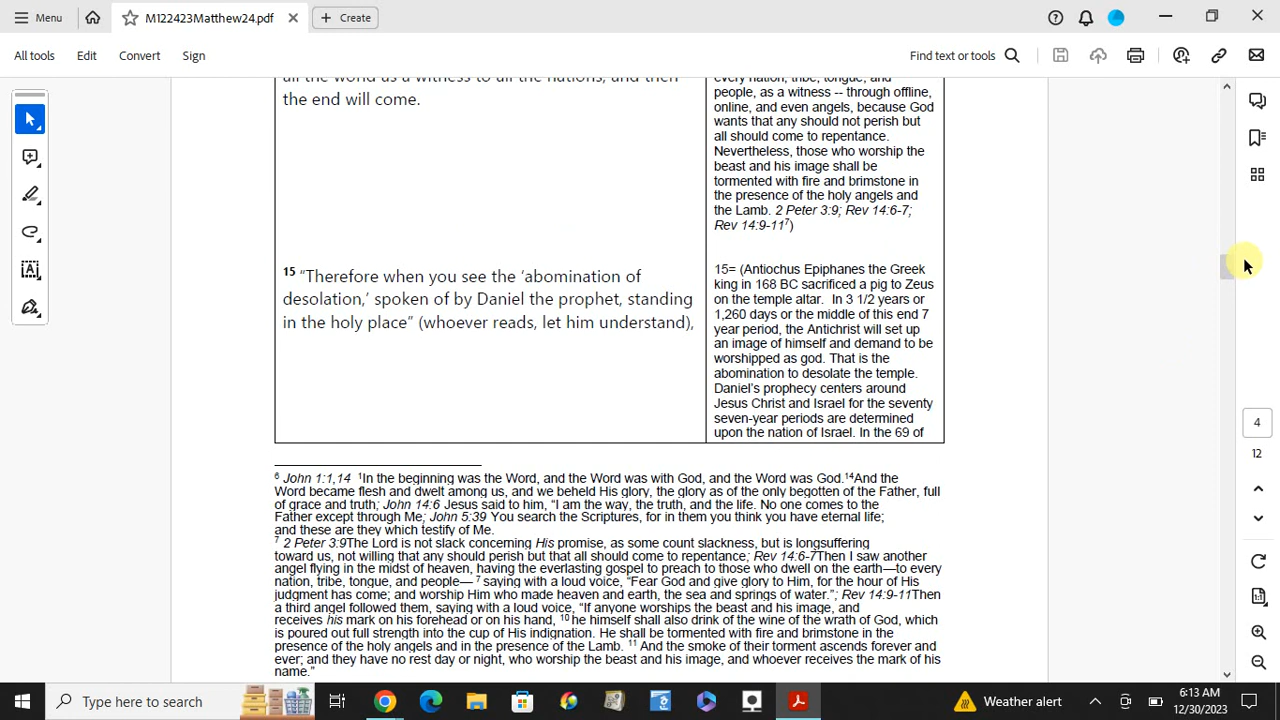 Menu
M122423Matthew24.pdf
Create
All tools
Edit
Convert
Sign
Find text or tools
all the world as a witness to all the nations, and then
the end will come.
every nation, tribe, tongue, and
people, as a witness -- through offline,
online, and even angels, because God
wants that any should not perish but
all should come to repentance.
Nevertheless, those who worship the
beast and his image shall be
tormented with fire and brimstone in
the presence of the holy angels and
the Lamb. 2 Peter 3:9; Rev 14:6-7;
Rev 14:9-11⁷)
¹⁵ “Therefore when you see the ‘abomination of
desolation,’ spoken of by Daniel the prophet, standing
in the holy place” (whoever reads, let him understand),
15= (Antiochus Epiphanes the Greek
king in 168 BC sacrificed a pig to Zeus
on the temple altar. In 3 1/2 years or
1,260 days or the middle of this end 7
year period, the Antichrist will set up
an image of himself and demand to be
worshipped as god. That is the
abomination to desolate the temple.
Daniel's prophecy centers around
Jesus Christ and Israel for the seventy
seven-year periods are determined
upon the nation of Israel. In the 69 of
⁶ John 1:1,14 ¹In the beginning was the Word, and the Word was with God, and the Word was God.¹⁴And the
Word became flesh and dwelt among us, and we beheld His glory, the glory as of the only begotten of the Father, full
of grace and truth; John 14:6 Jesus said to him, “I am the way, the truth, and the life. No one comes to the
Father except through Me; John 5:39 You search the Scriptures, for in them you think you have eternal life;
and these are they which testify of Me.
⁷ 2 Peter 3:9The Lord is not slack concerning His promise, as some count slackness, but is longsuffering
toward us, not willing that any should perish but that all should come to repentance; Rev 14:6-7Then I saw another
angel flying in the midst of heaven, having the everlasting gospel to preach to those who dwell on the earth—to every
nation, tribe, tongue, and people— ⁷ saying with a loud voice, “Fear God and give glory to Him, for the hour of His
judgment has come; and worship Him who made heaven and earth, the sea and springs of water.”; Rev 14:9-11Then
a third angel followed them, saying with a loud voice, “If anyone worships the beast and his image, and
receives his mark on his forehead or on his hand, ¹⁰ he himself shall also drink of the wine of the wrath of God, which
is poured out full strength into the cup of His indignation. He shall be tormented with fire and brimstone in the
presence of the holy angels and in the presence of the Lamb. ¹¹ And the smoke of their torment ascends forever and
ever; and they have no rest day or night, who worship the beast and his image, and whoever receives the mark of his
name.”
4
12
Type here to search
Weather alert
6:13 AM
12/30/2023